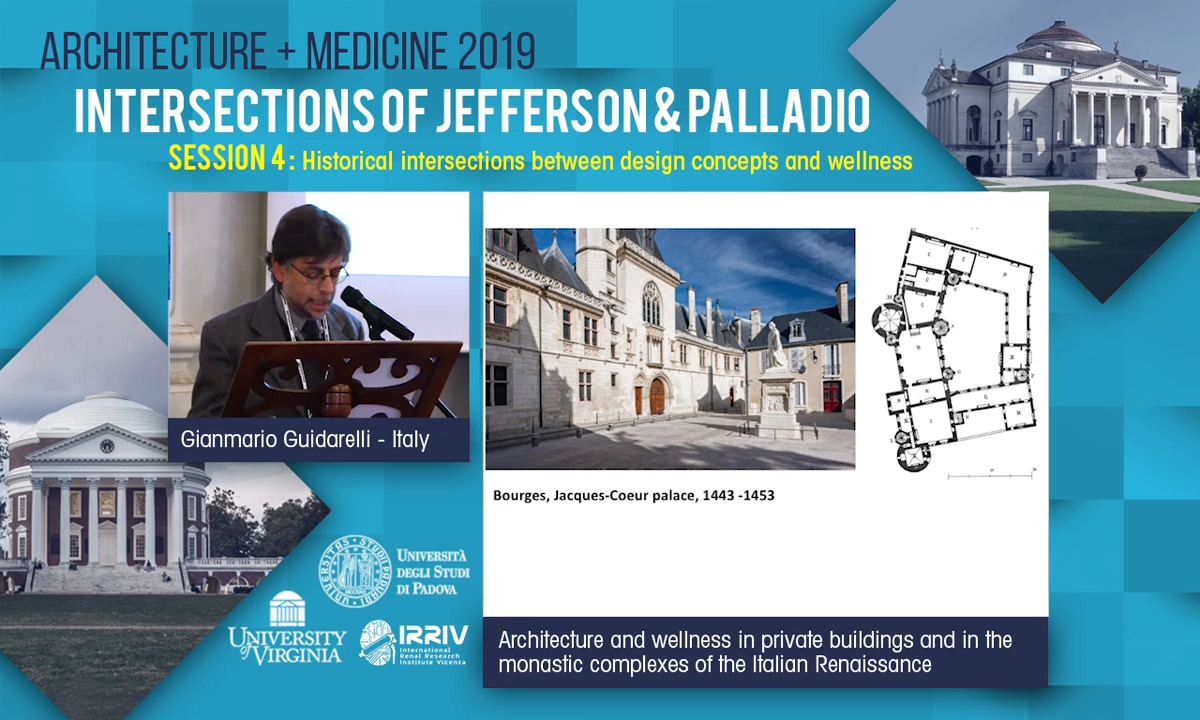 ARCHITECTURE + MEDICINE 2019
INTERSECTIONS OF JEFFERSON & PALLADIO
SESSION 4: Historical intersections between design concepts and wellness
Gianmario Guidarelli - Italy
Bourges, Jacques-Coeur palace, 1443 -1453
UNIVERSITÀ
DEGLI STUDI
DI PADOVA
UNIVERSITY
of VIRGINIA
IRRIV
International
Renal Research
Institute Vicenza
Architecture and wellness in private buildings and in the
monastic complexes of the Italian Renaissance